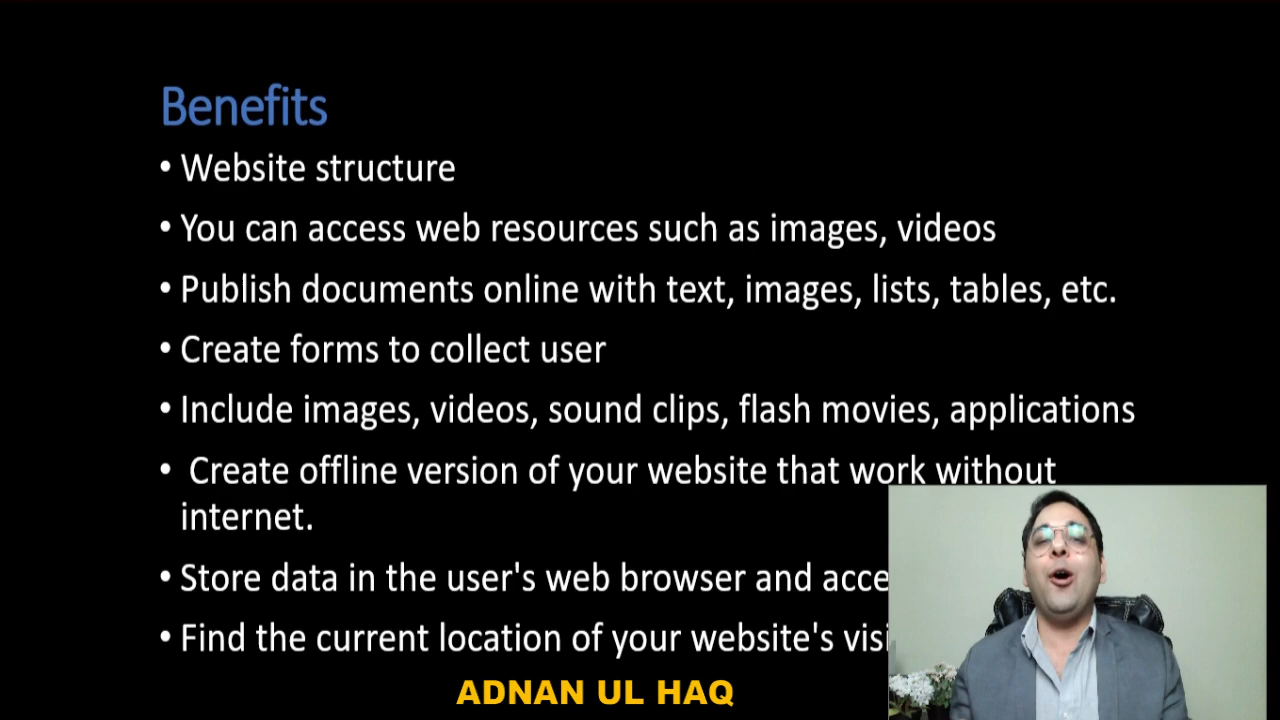 Benefits
• Website structure
• You can access web resources such as images, videos
• Publish documents online with text, images, lists, tables, etc.
• Create forms to collect user
• Include images, videos, sound clips, flash movies, applications
• Create offline version of your website that work without
internet.
• Store data in the user's web browser and
• Find the current location of your website's
ADNAN UL HAQ